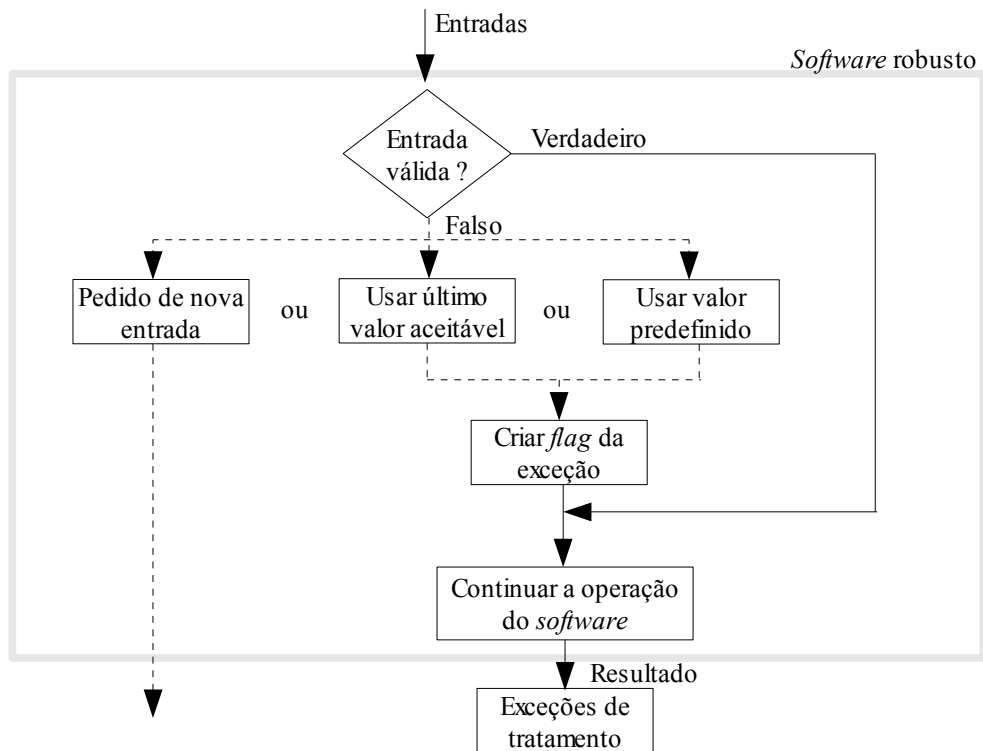 Entradas
Software robusto
Entrada
válida ?
Verdadeiro
Falso
Pedido de nova
entrada
ou
Usar último
valor aceitável
ou
Usar valor
predefinido
Criar flag da
exceção
Continuar a operação
do software
Resultado
Exceções de
tratamento